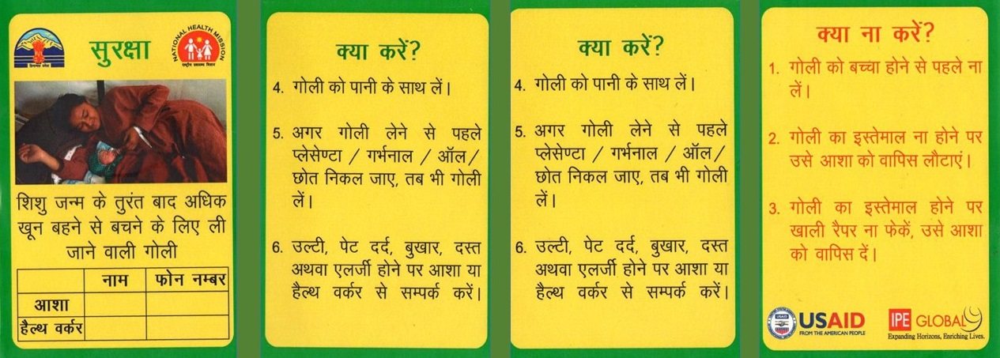 हिमाचल प्रदेश
सुरक्षा
NATIONAL HEALTH MISSION
राष्ट्रीय स्वास्थ्य मिशन
शिशु जन्म के तुरंत बाद अधिक
खून बहने से बचने के लिए ली
जाने वाली गोली
नाम फोन नम्बर
आशा
हैल्थ वर्कर
क्या करें?
4. गोली को पानी के साथ लें।
5. अगर गोली लेने से पहले
प्लेसेण्टा / गर्भनाल / ऑल/
छोत निकल जाए, तब भी गोली
लें।
6. उल्टी, पेट दर्द, बुखार, दस्त
अथवा एलर्जी होने पर आशा या
हैल्थ वर्कर से सम्पर्क करें।
क्या करें?
4. गोली को पानी के साथ लें।
5. अगर गोली लेने से पहले
प्लेसेण्टा / गर्भनाल / ऑल/
छोत निकल जाए, तब भी गोली
लें।
6. उल्टी, पेट दर्द, बुखार, दस्त
अथवा एलर्जी होने पर आशा या
हैल्थ वर्कर से सम्पर्क करें।
क्या ना करें?
1. गोली को बच्चा होने से पहले ना
लें।
2. गोली का इस्तेमाल ना होने पर
उसे आशा को वापिस लौटाएं।
3. गोली का इस्तेमाल होने पर
खाली रैपर ना फेकें, उसे आशा
को वापिस दें।
USAID
FROM THE AMERICAN PEOPLE
IPE GLOBAL
Expanding Horizons, Enriching Lives.